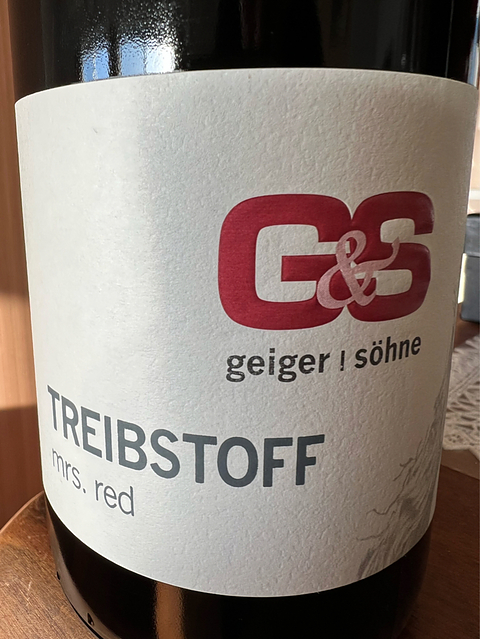 G&S
geiger ! söhne
TREIBSTOFF
mrs. red